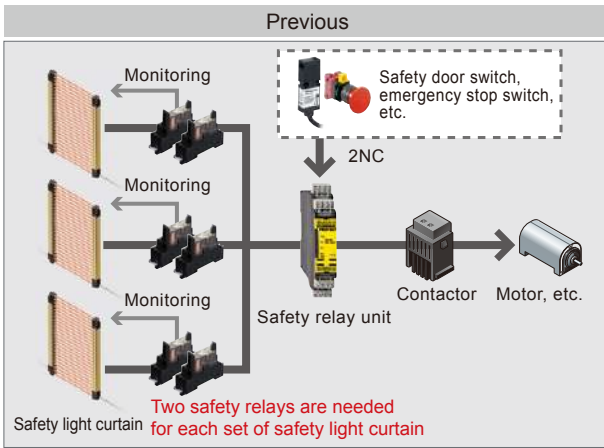 Previous
Monitoring
Safety door switch,
emergency stop switch,
etc.
2NC
Monitoring
Contactor
Motor, etc.
Monitoring
Safety relay unit
Safety light curtain
Two safety relays are needed
for each set of safety light curtain